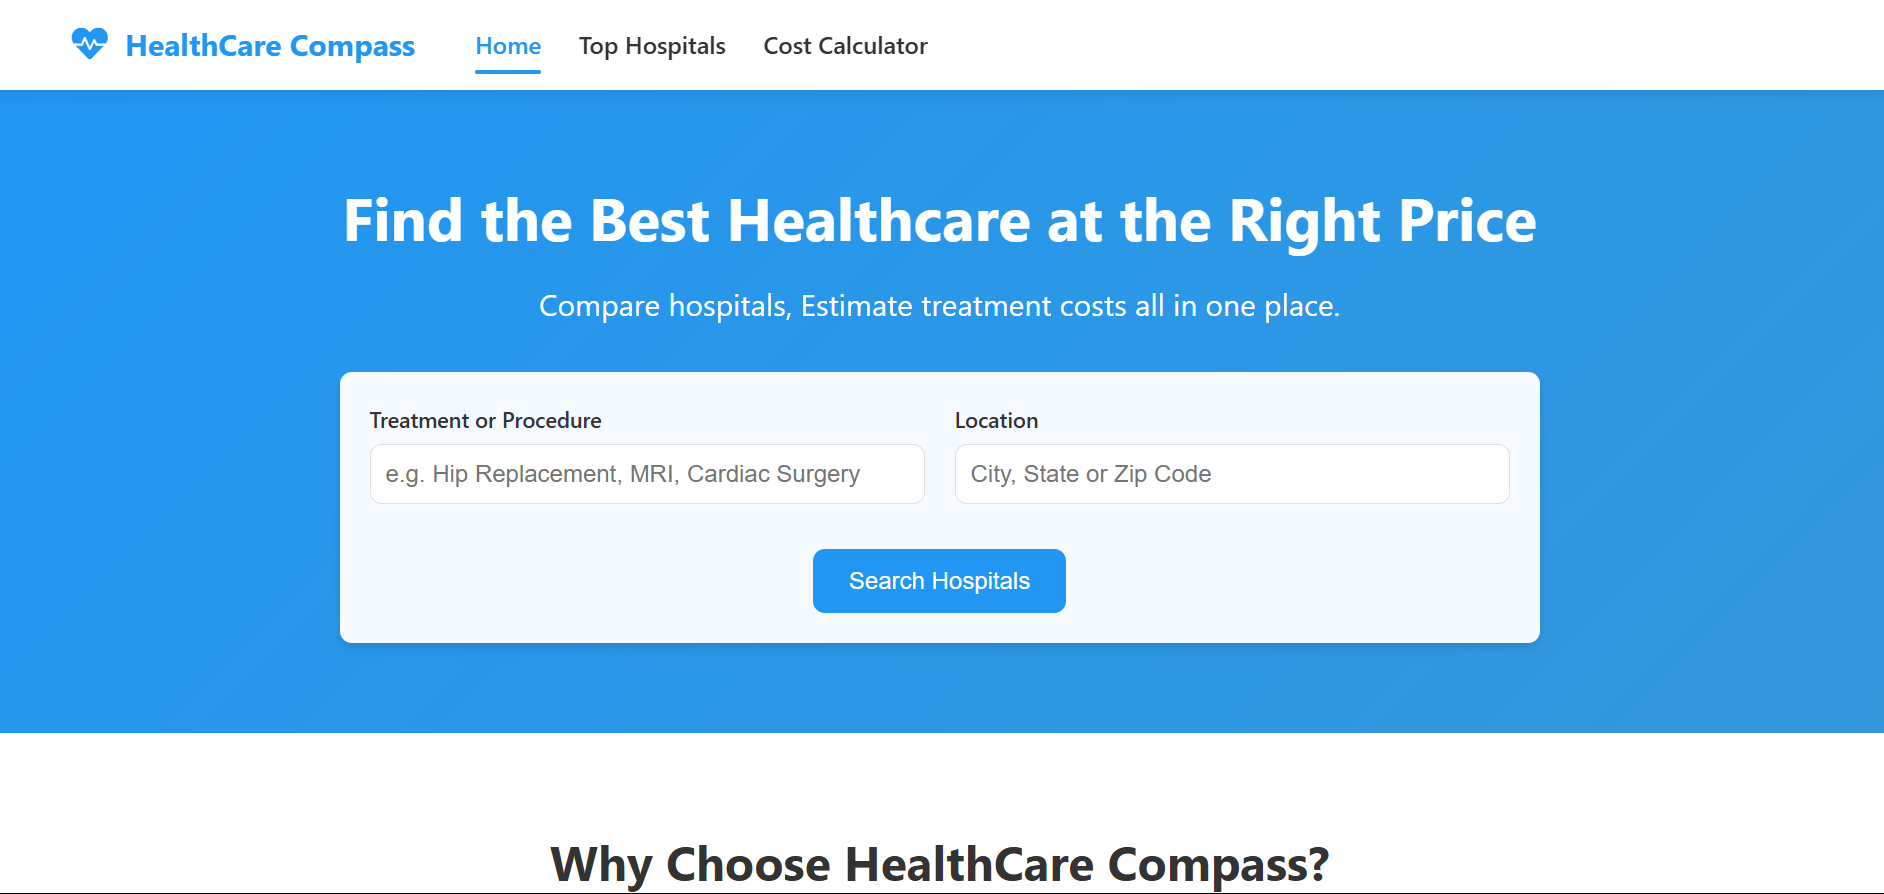 HealthCare Compass
Home
Top Hospitals
Cost Calculator
Find the Best Healthcare at the Right Price
Compare hospitals, Estimate treatment costs all in one place.
Treatment or Procedure
Location
e.g. Hip Replacement, MRI, Cardiac Surgery
City, State or Zip Code
Search Hospitals
Why Choose HealthCare Compass?